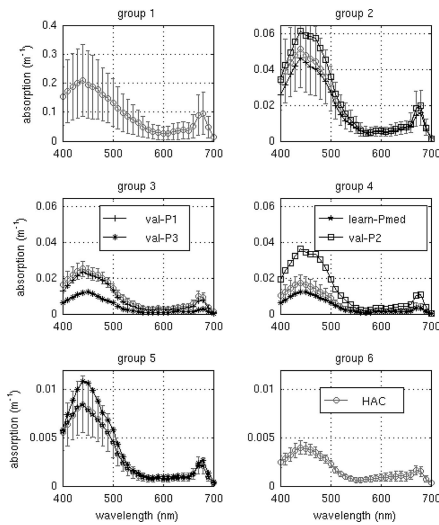 group 1
group 2
0.4
0.3
0.2
0.1
0
absorption (m⁻¹)
400
500
600
700
0.06
0.04
0.02
0
400
500
600
700
group 3
group 4
0.06
0.04
0.02
0
absorption (m⁻¹)
val-P1
val-P3
400
500
600
700
0.06
0.04
0.02
0
learn-Pmed
val-P2
400
500
600
700
group 5
group 6
0.01
0.005
0
absorption (m⁻¹)
400
500
600
700
wavelength (nm)
0.01
0.005
0
HAC
400
500
600
700
wavelength (nm)